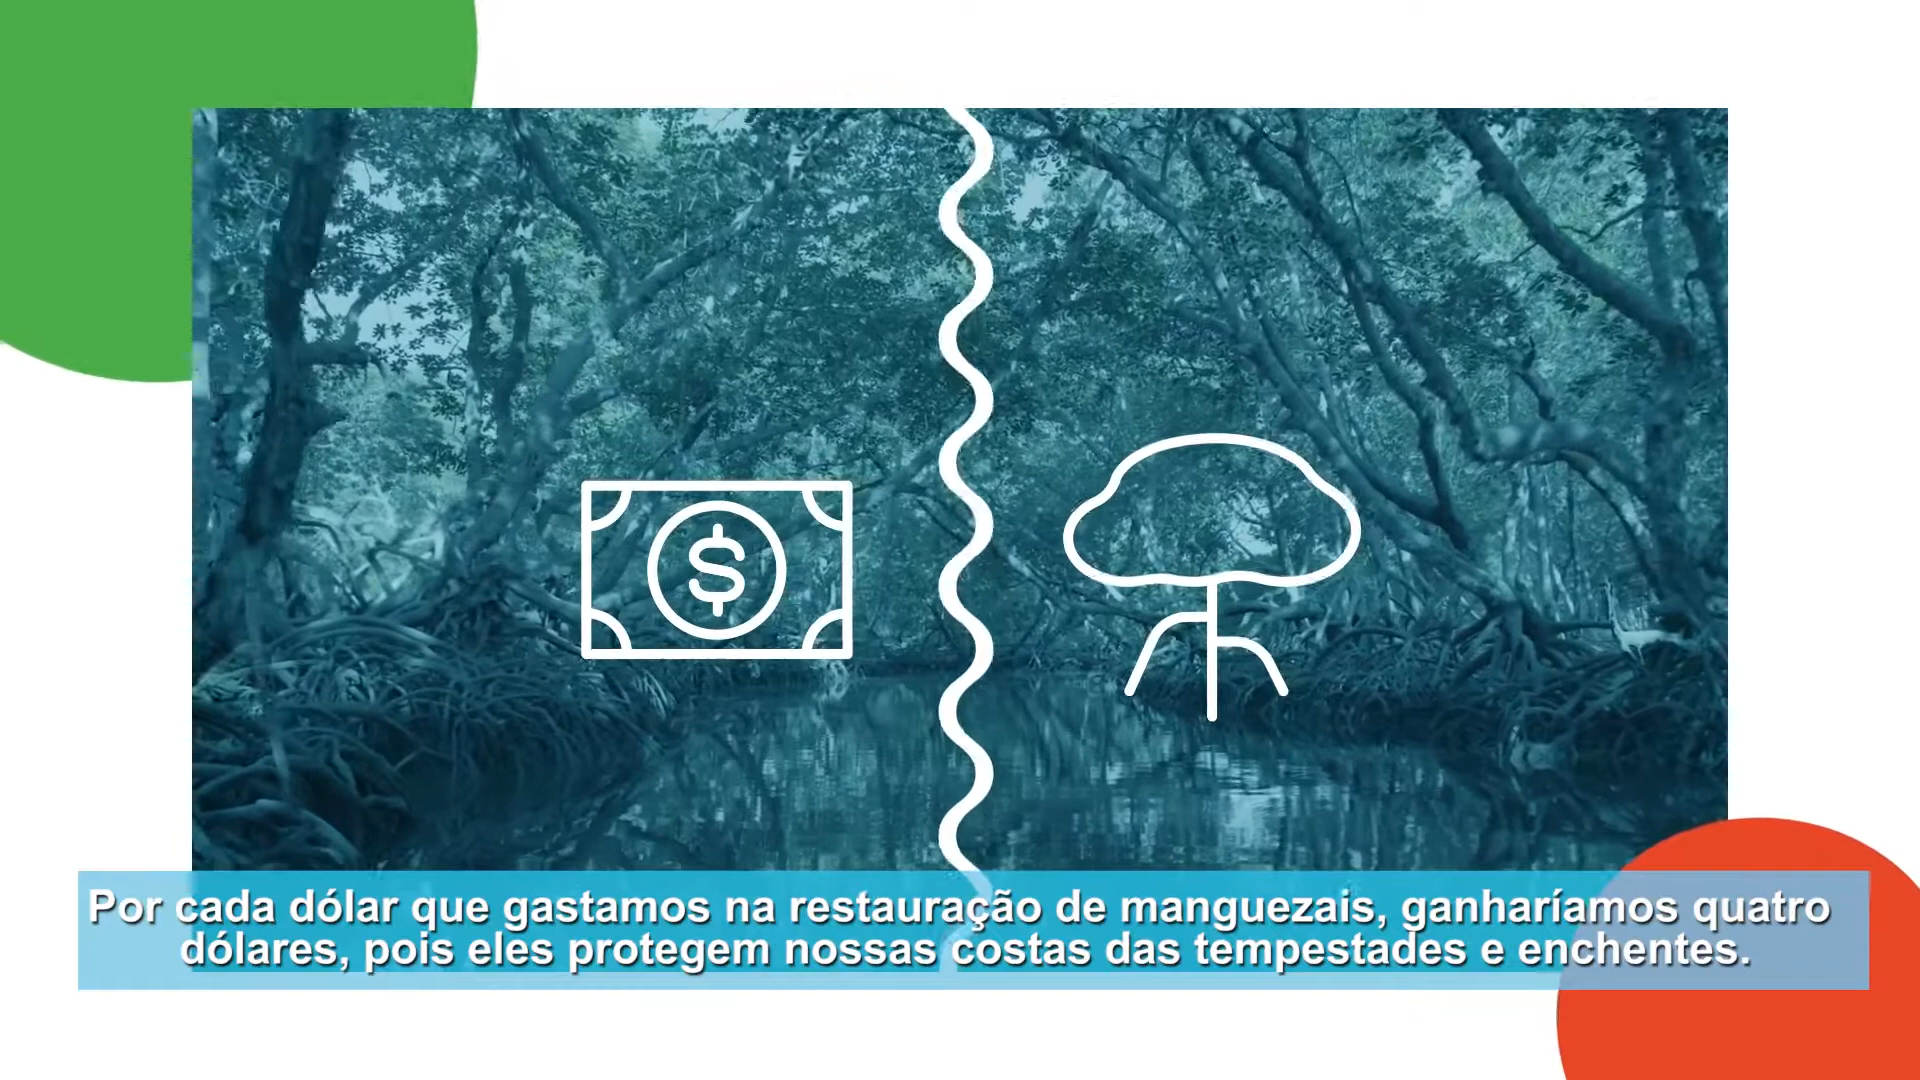 Por cada dólar que gastamos na restauração de manguezais, ganharíamos quatro
dólares, pois eles protegem nossas costas das tempestades e enchentes.